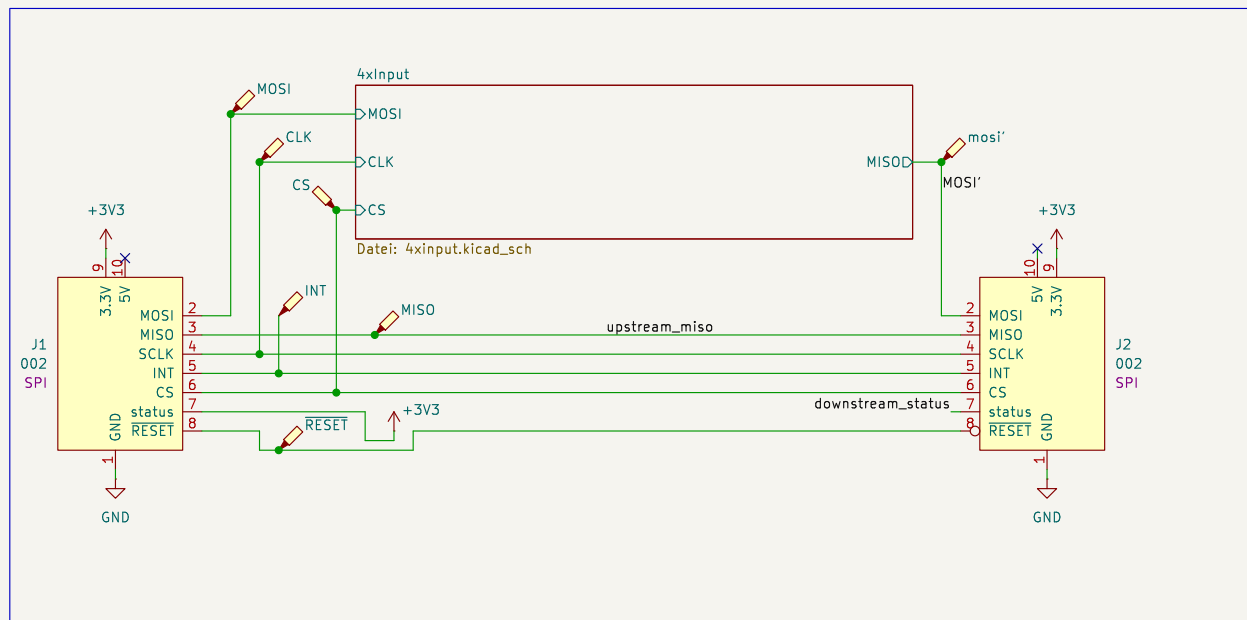 4xInput
MOSI
MOSI
CLK
CLK
mosi'
MISO
MOSI'
CS
CS
Datei: 4xinput.kicad_sch
+3V3
9
10
3.3V
5V
J1
002
SPI
MOSI 2
MISO 3
SCLK 4
INT 5
CS 6
status 7
RESET 8
GND
1
GND
INT
MISO
upstream_miso
+3V3
RESET
downstream_status
+3V3
10
9
5V
3.3V
2 MOSI
3 MISO
4 SCLK
5 INT
6 CS
7 status
8 RESET
GND
1
GND
J2
002
SPI